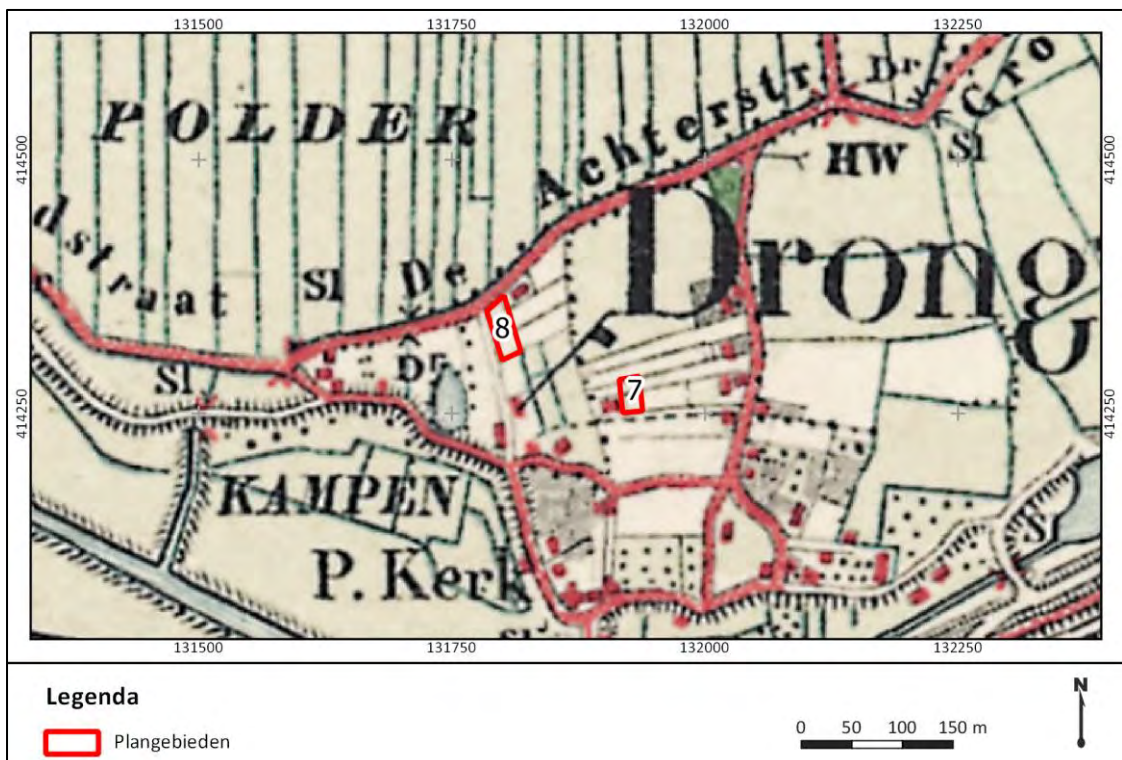 131500 131750 132000 132250
POLDER
Achterstr.
Dr
Gro
Sl
HW
414500 414500
dstraat
Sl
De
Drong
8
Dr
7
Sl
414250 414250
KAMPEN
P. Kerk
131500 131750 132000 132250
Legenda
Plangebieden
0 50 100 150 m
N